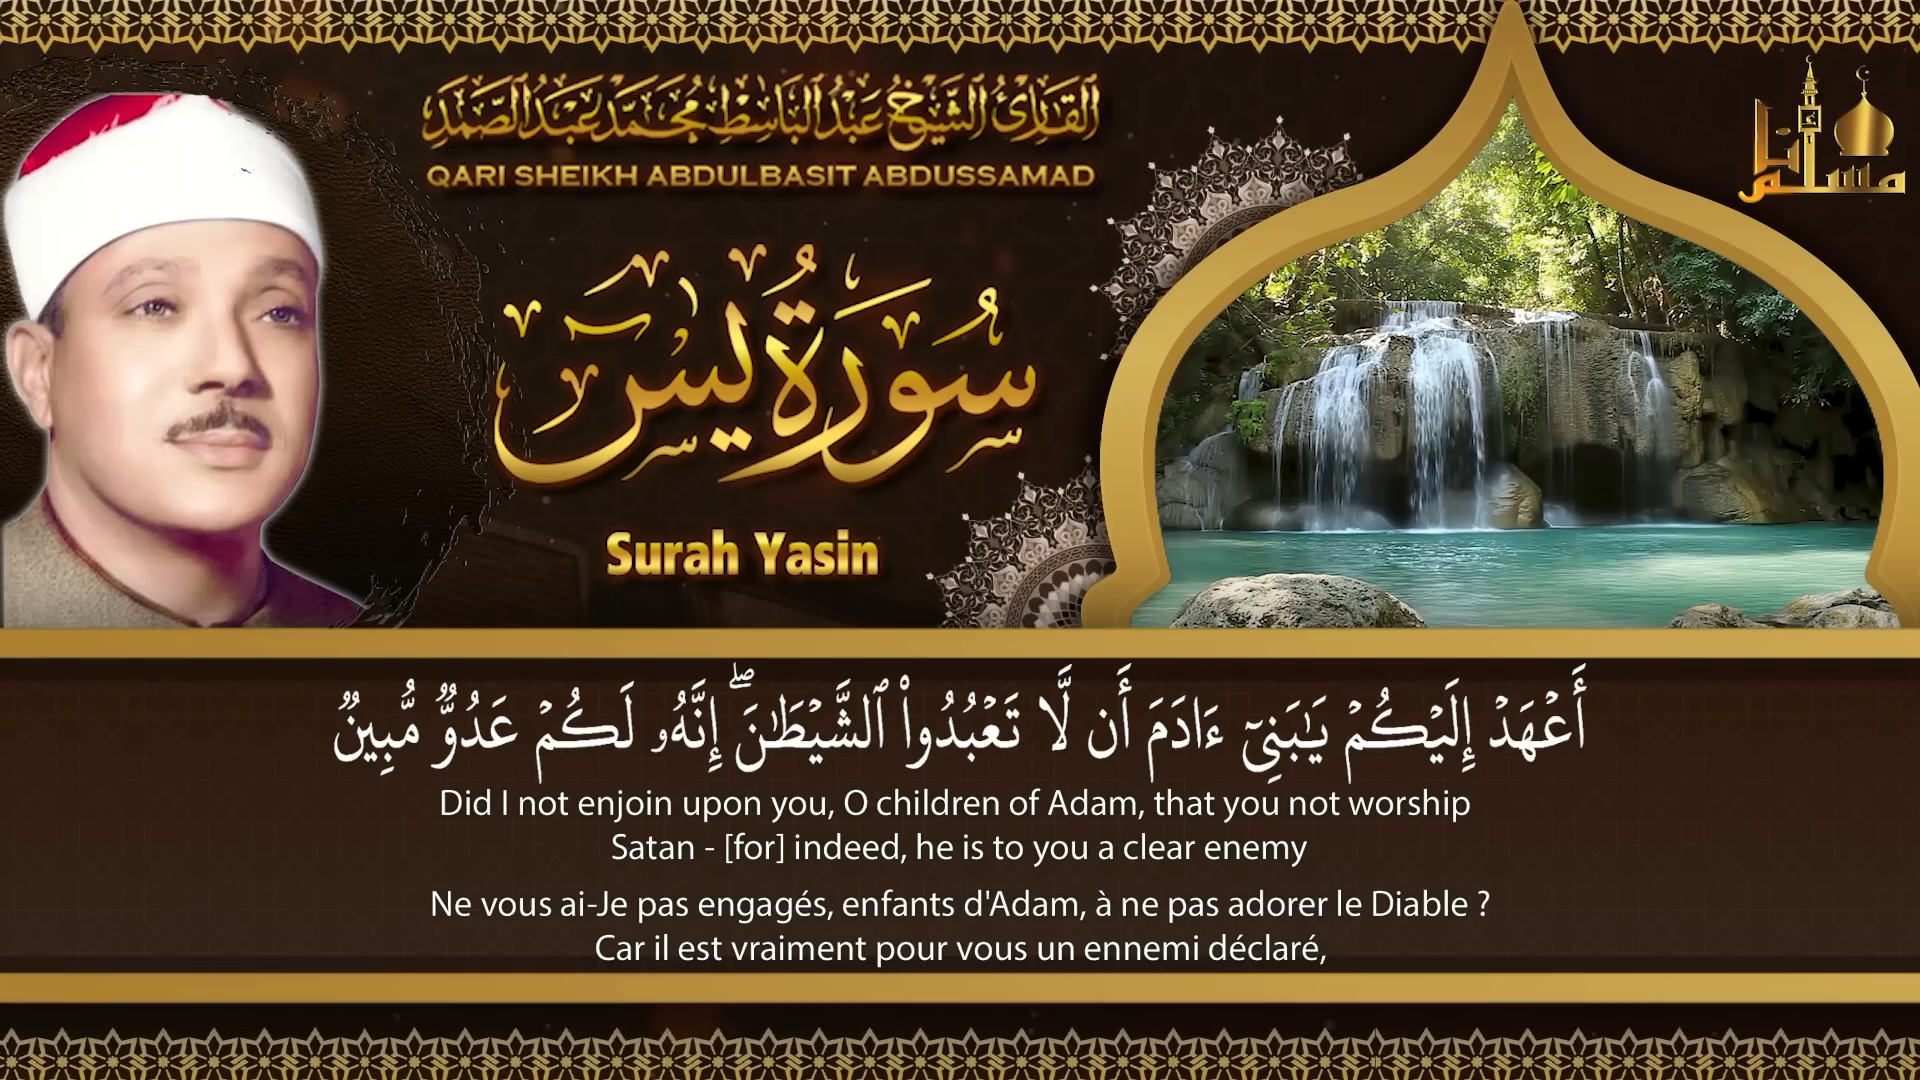 القارئ الشيخ عبد الباسط محمد عبد الصمد
QARI SHEIKH ABDULBASIT ABDUSSAMAD
سورة يس
Surah Yasin
أنا مسلم
أَعْهَدْ إِلَيْكُمْ يَٰبَنِىٓ ءَادَمَ أَن لَّا تَعْبُدُوا۟ ٱلشَّيْطَٰنَ ۖ إِنَّهُۥ لَكُمْ عَدُوٌّ مُّبِينٌ
Did I not enjoin upon you, O children of Adam, that you not worship
Satan - [for] indeed, he is to you a clear enemy
Ne vous ai-Je pas engagés, enfants d'Adam, à ne pas adorer le Diable ?
Car il est vraiment pour vous un ennemi déclaré,